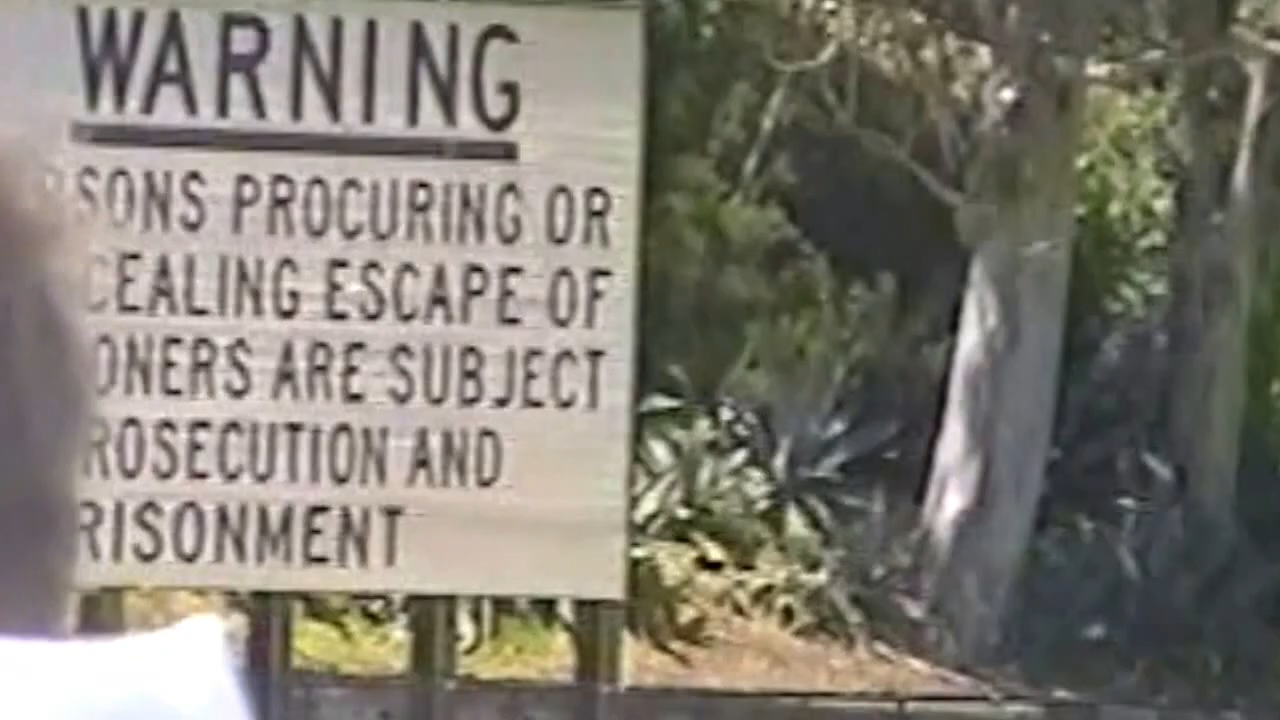 WARNING
SONS PROCURING OR
CEALING ESCAPE OF
ONERS ARE SUBJECT
ROSECUTION AND
RISONMENT